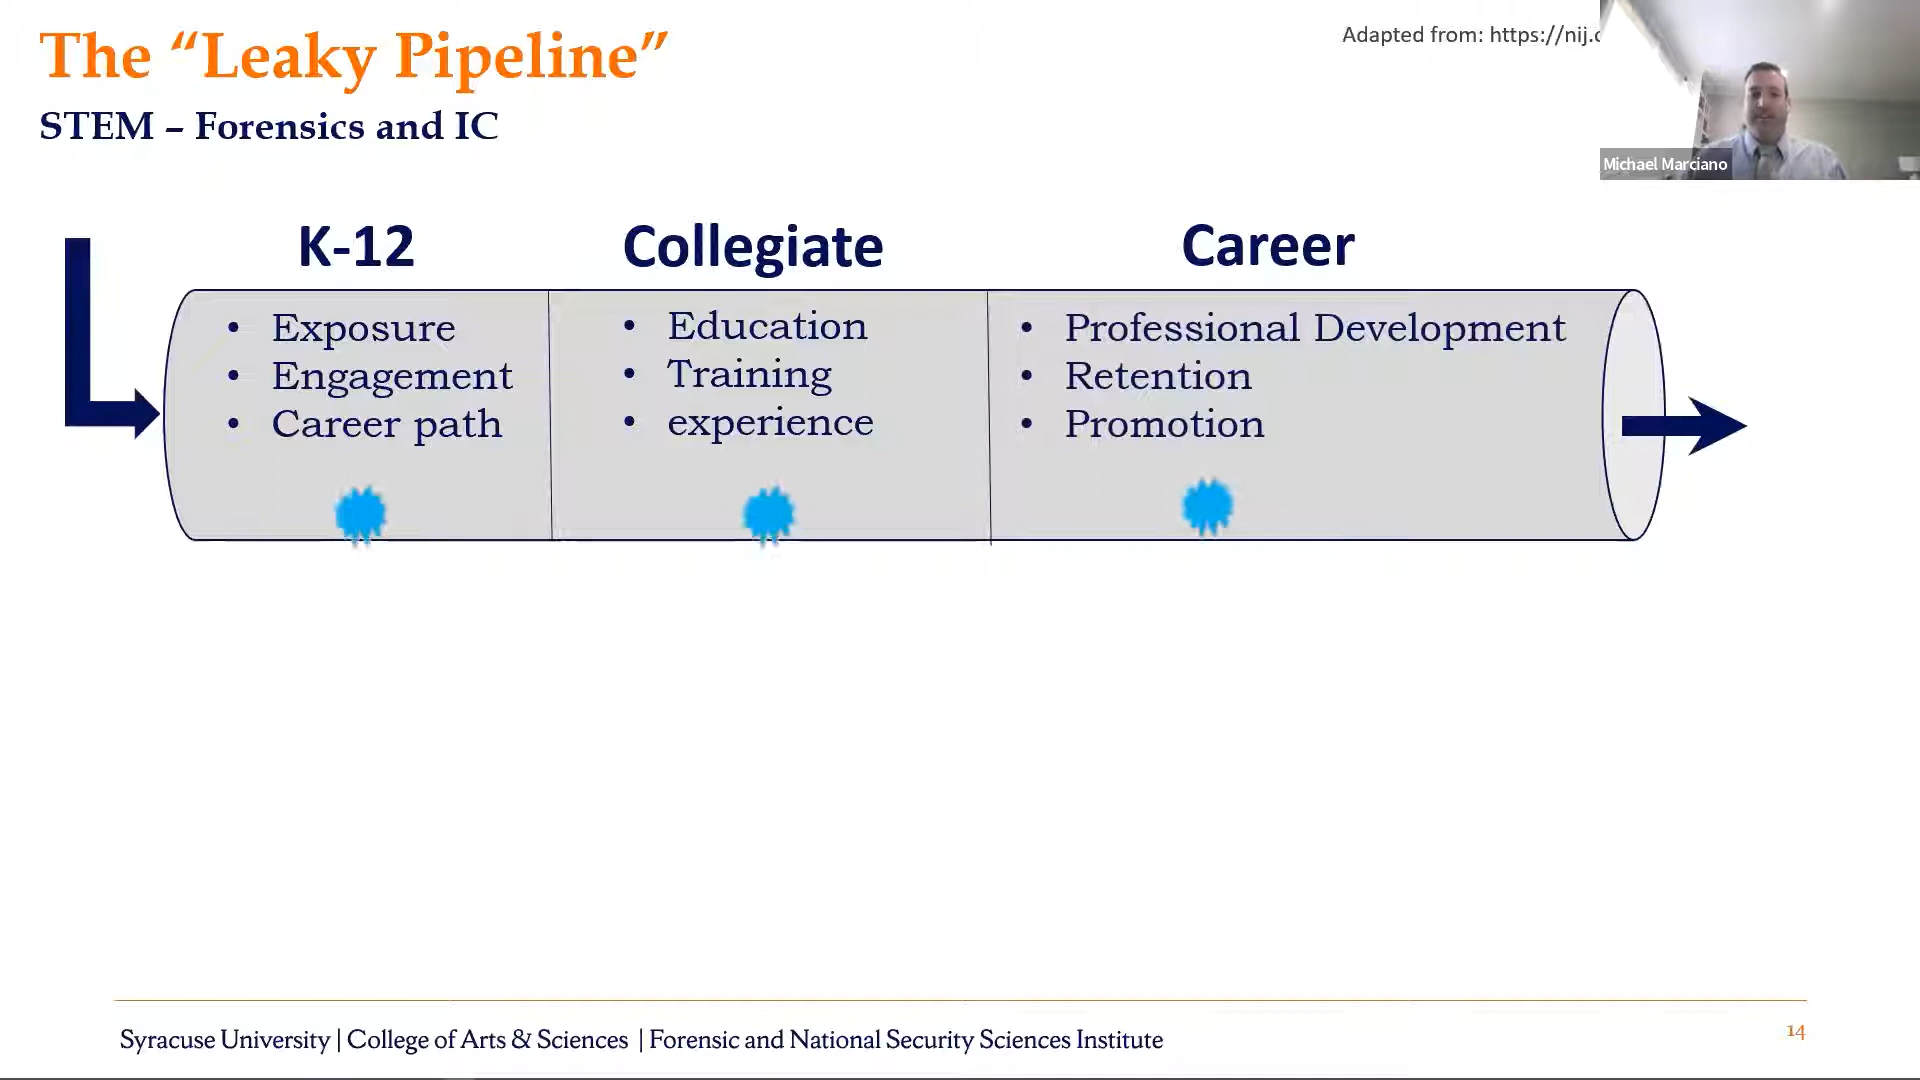 The “Leaky Pipeline”
STEM – Forensics and IC
Adapted from: https://nij.
Michael Marciano
K-12
• Exposure
• Engagement
• Career path
Collegiate
• Education
• Training
• experience
Career
• Professional Development
• Retention
• Promotion
Syracuse University | College of Arts & Sciences | Forensic and National Security Sciences Institute
14